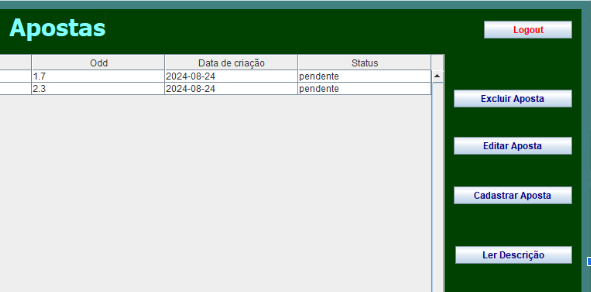 Apostas
Logout
Odd Data de criação Status
1.7 2024-08-24 pendente
2.3 2024-08-24 pendente
Excluir Aposta
Editar Aposta
Cadastrar Aposta
Ler Descrição